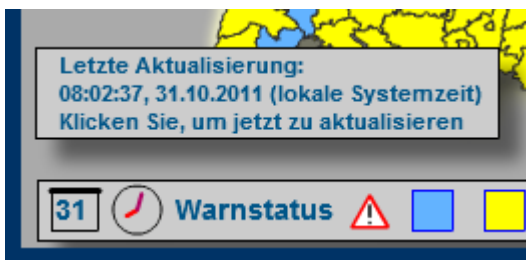 Letzte Aktualisierung:
08:02:37, 31.10.2011 (lokale Systemzeit)
Klicken Sie, um jetzt zu aktualisieren
31 Warnstatus